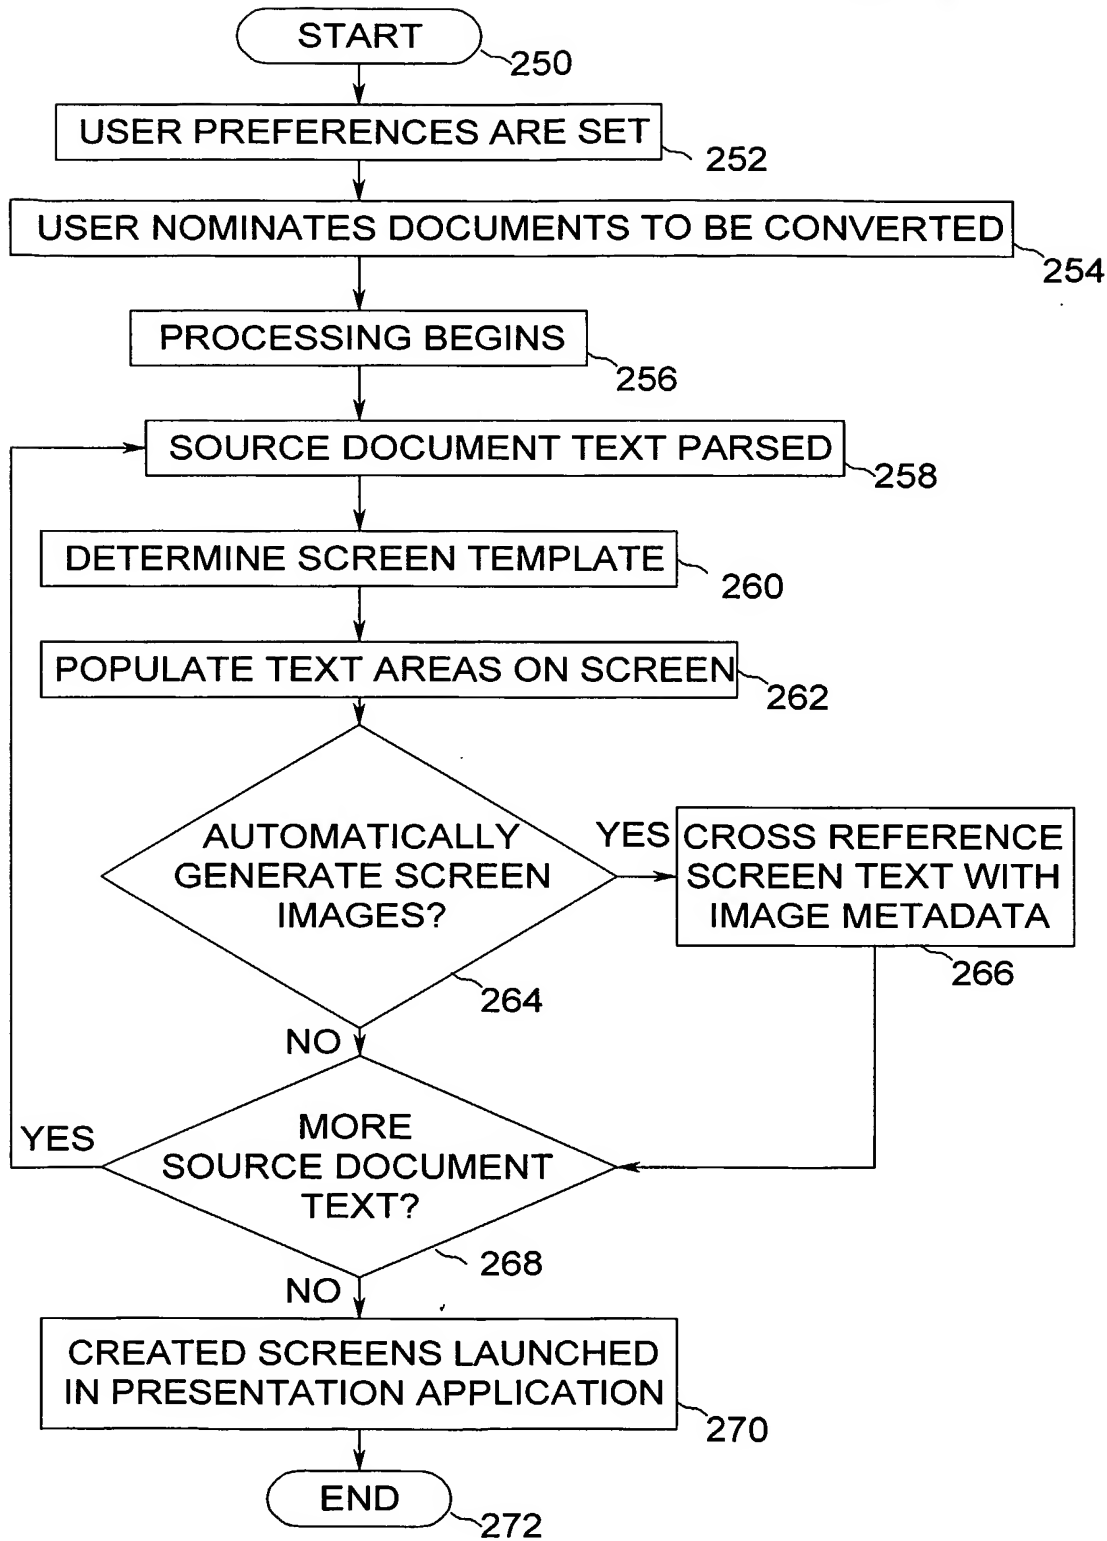 START
250
USER PREFERENCES ARE SET
252
USER NOMINATES DOCUMENTS TO BE CONVERTED
254
PROCESSING BEGINS
256
SOURCE DOCUMENT TEXT PARSED
258
DETERMINE SCREEN TEMPLATE
260
POPULATE TEXT AREAS ON SCREEN
262
AUTOMATICALLY
GENERATE SCREEN
IMAGES?
264
YES
CROSS REFERENCE
SCREEN TEXT WITH
IMAGE METADATA
266
NO
MORE
SOURCE DOCUMENT
TEXT?
268
YES
NO
CREATED SCREENS LAUNCHED
IN PRESENTATION APPLICATION
270
END
272